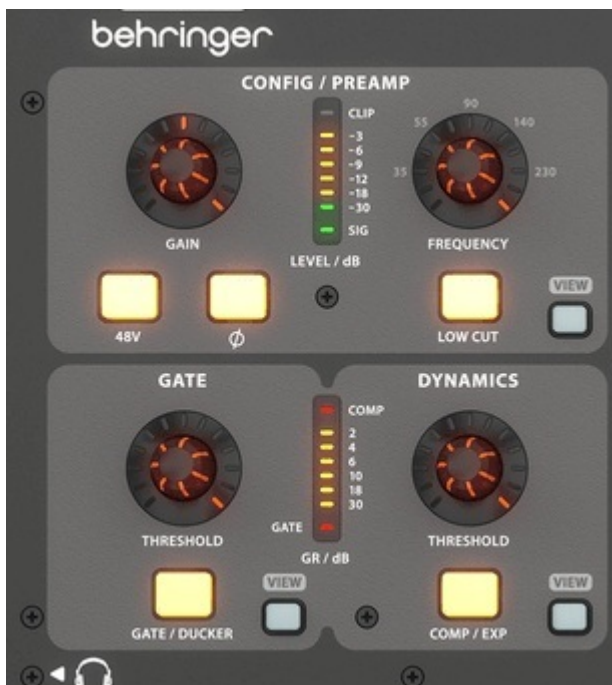 behringer
CONFIG / PREAMP
CLIP
-3
-6
-9
-12
-18
-30
SIG
LEVEL / dB
GAIN
48V
Ø
35
55
90
140
230
FREQUENCY
LOW CUT
VIEW
GATE
THRESHOLD
GATE / DUCKER
VIEW
COMP
2
4
6
10
18
30
GATE
GR / dB
DYNAMICS
THRESHOLD
COMP / EXP
VIEW